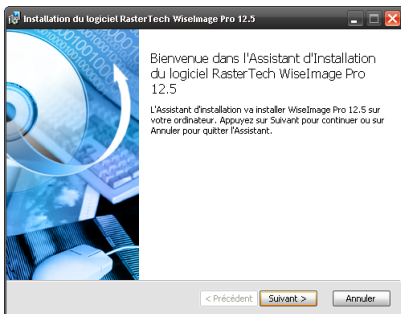 Installation du logiciel RasterTech WiseImage Pro 12.5
Bienvenue dans l'Assistant d'Installation
du logiciel RasterTech WiseImage Pro
12.5
L'Assistant d'installation va installer WiseImage Pro 12.5 sur
votre ordinateur. Appuyez sur Suivant pour continuer ou sur
Annuler pour quitter l'Assistant.
< Précédent
Suivant >
Annuler